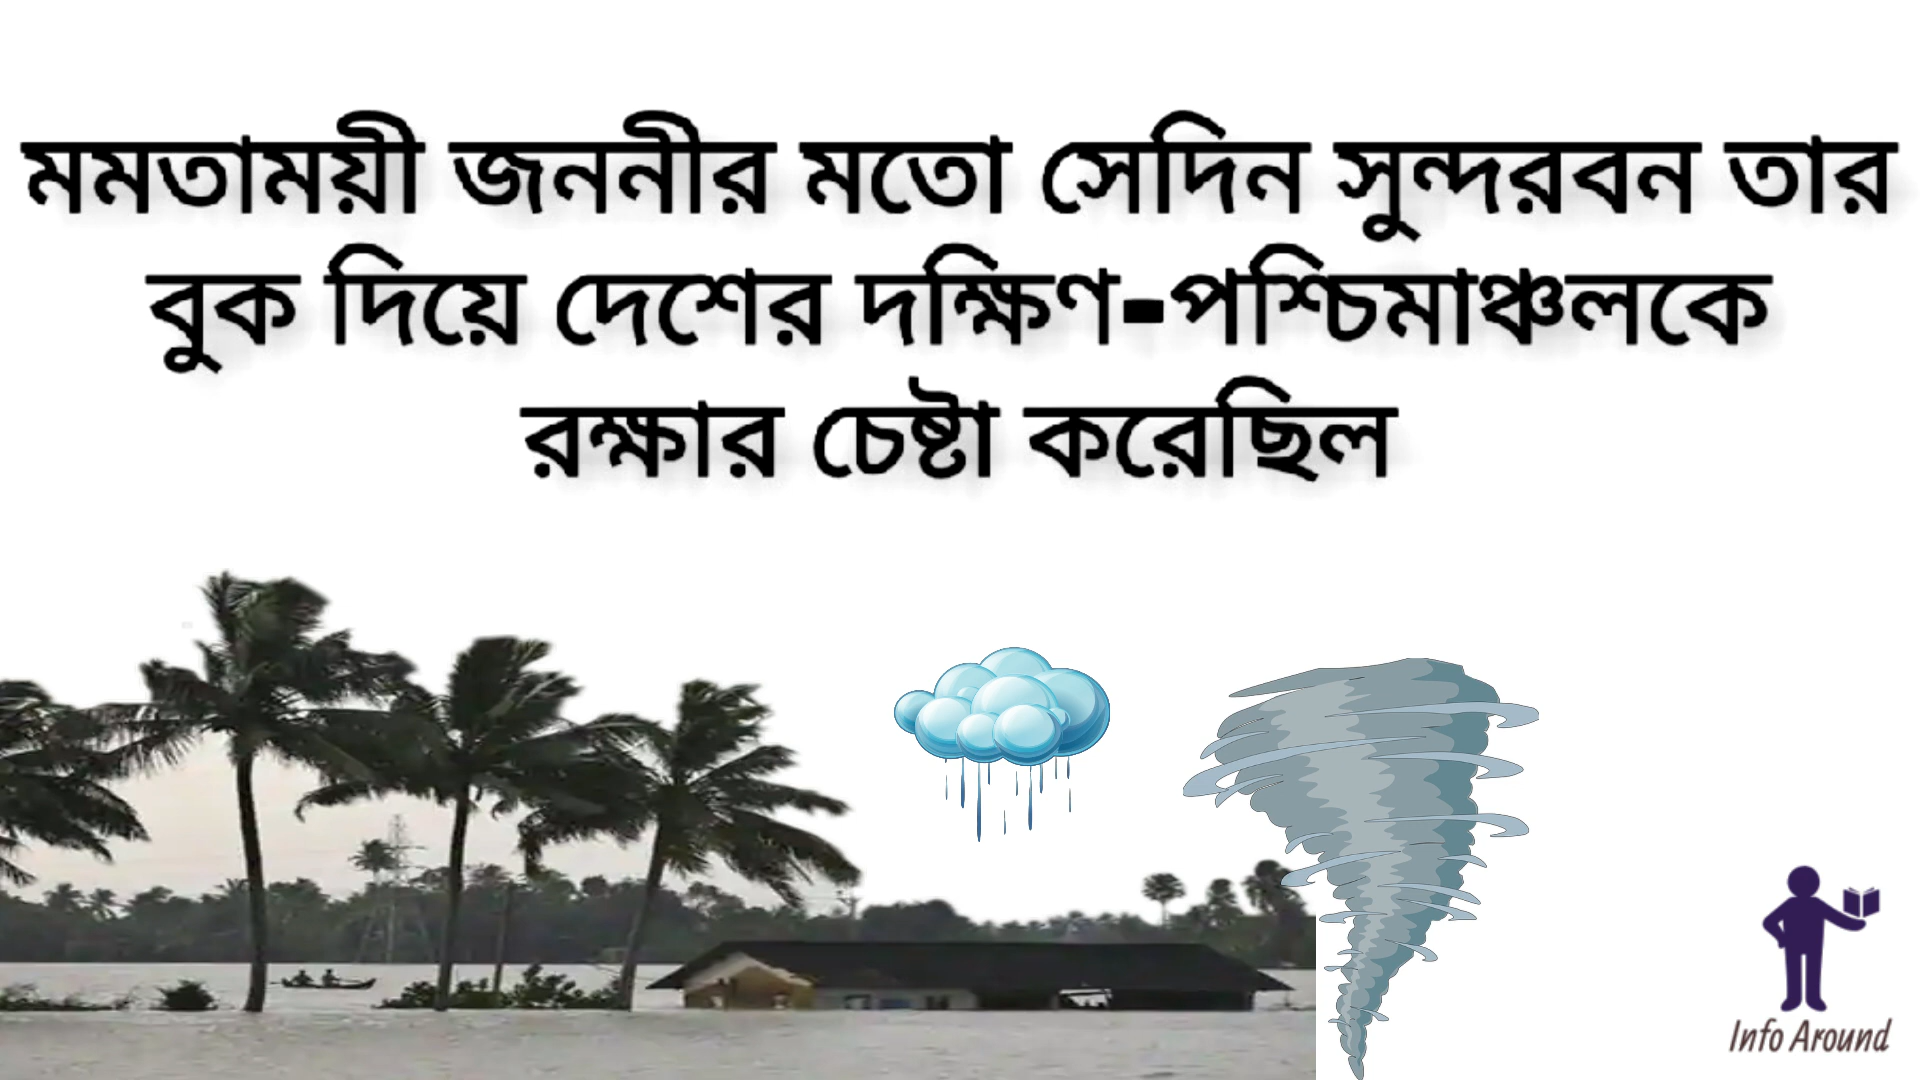 মমতাময়ী জননীর মতো সেদিন সুন্দরবন তার
বুক দিয়ে দেশের দক্ষিণ-পশ্চিমাঞ্চলকে
রক্ষার চেষ্টা করেছিল
Info Around